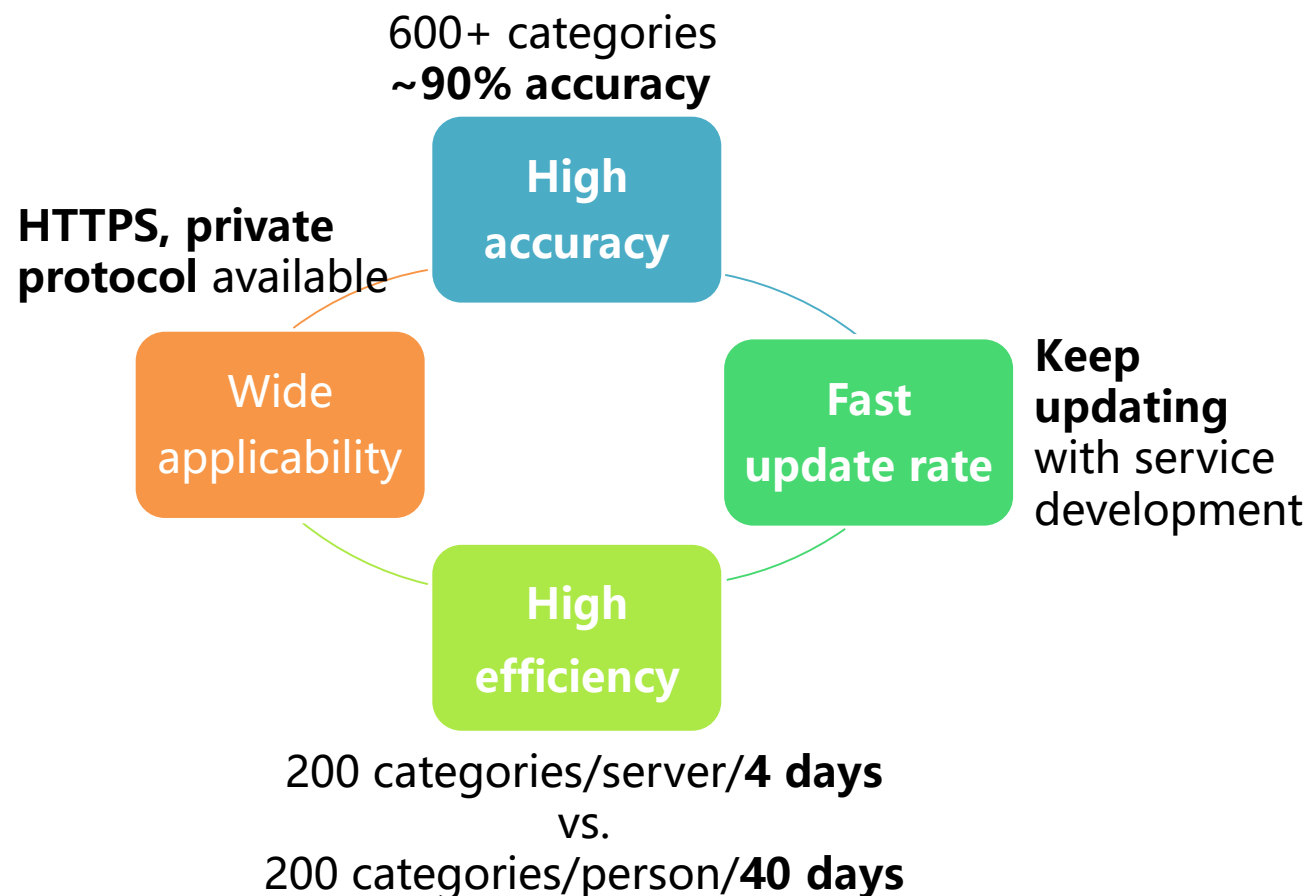 600+ categories
~90% accuracy
High
accuracy
HTTPS, private
protocol available
Wide
applicability
Fast
update rate
Keep
updating
with service
development
High
efficiency
200 categories/server/4 days
vs.
200 categories/person/40 days